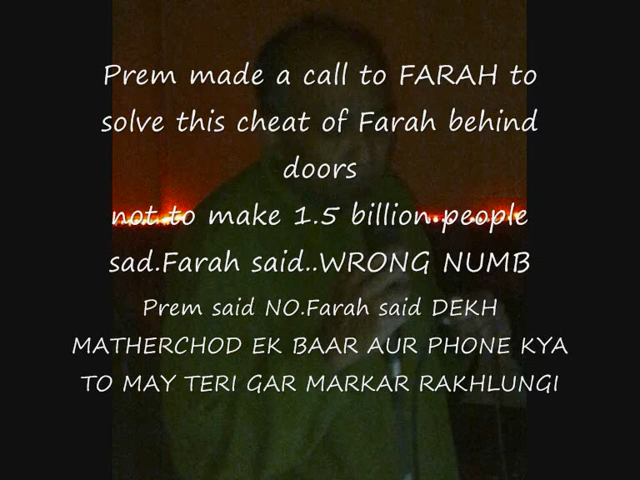 Prem made a call to FARAH to
solve this cheat of Farah behind
doors
not to make 1.5 billion..people
sad.Farah said..WRONG NUMB
Prem said NO.Farah said DEKH
MATHERCHOD EK BAAR AUR PHONE KYA
TO MAY TERI GAR MARKAR RAKHLUNGI